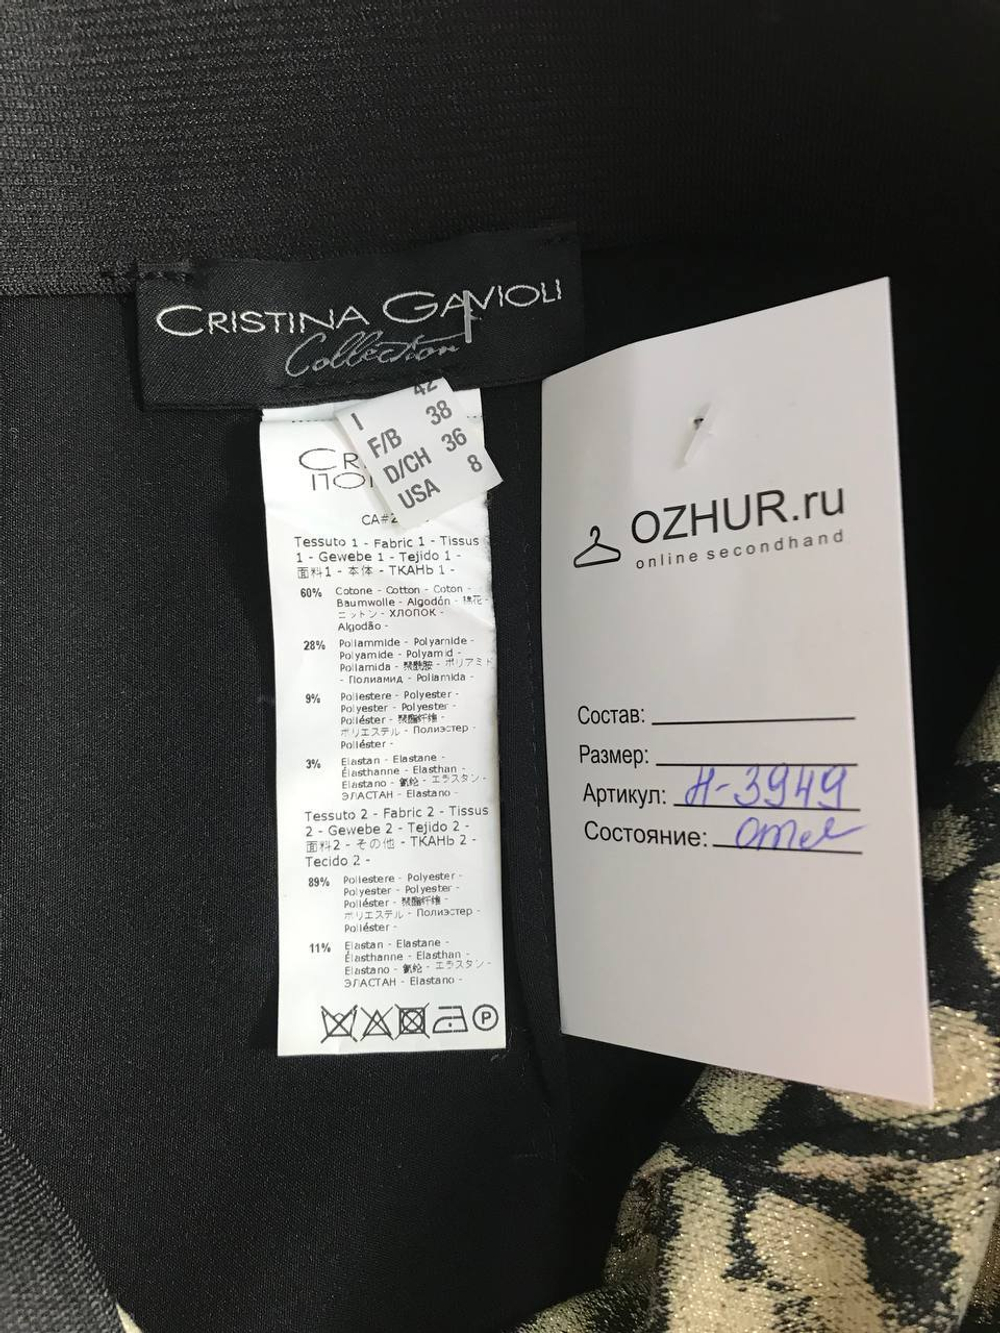 CRISTINA GAVIOLI
Collection
I 42
F/B 38
D/CH 36
USA 8
CR
CA#2
Tessuto 1 - Fabric 1 - Tissus
1 - Gewebe 1 - Tejido 1 -
面料1 - 本体 - ТКАНЬ 1 -
60% Cotone - Cotton - Coton -
Baumwolle - Algodón - 棉花 -
ニットン - ХЛОПОК -
Algodão -
28% Poliammide - Polyamide -
Polyamide - Polyamid -
Poliamida - 聚酰胺 - ポリアミド
- Полиамид - Poliamida -
9% Poliestere - Polyester -
Polyester - Polyester -
Poliéster - 聚酯纤维 -
ポリエステル - Полиэстер -
Poliéster -
3% Elastan - Elastane -
Élasthanne - Elasthan -
Elastano - 氨纶 - エラスタン -
ЭЛАСТАН - Elastano -
Tessuto 2 - Fabric 2 - Tissus
2 - Gewebe 2 - Tejido 2 -
面料2 - その他 - ТКАНЬ 2 -
Tecido 2 -
89% Poliestere - Polyester -
Polyester - Polyester -
Poliéster - 聚酯纤维 -
ポリエステル - Полиэстер -
Poliéster -
11% Elastan - Elastane -
Élasthanne - Elasthan -
Elastano - 氨纶 - エラスタン -
ЭЛАСТАН - Elastano -
P
OZHUR.ru
online secondhand
Состав:
Размер:
Артикул: Н-3949
Состояние: отл